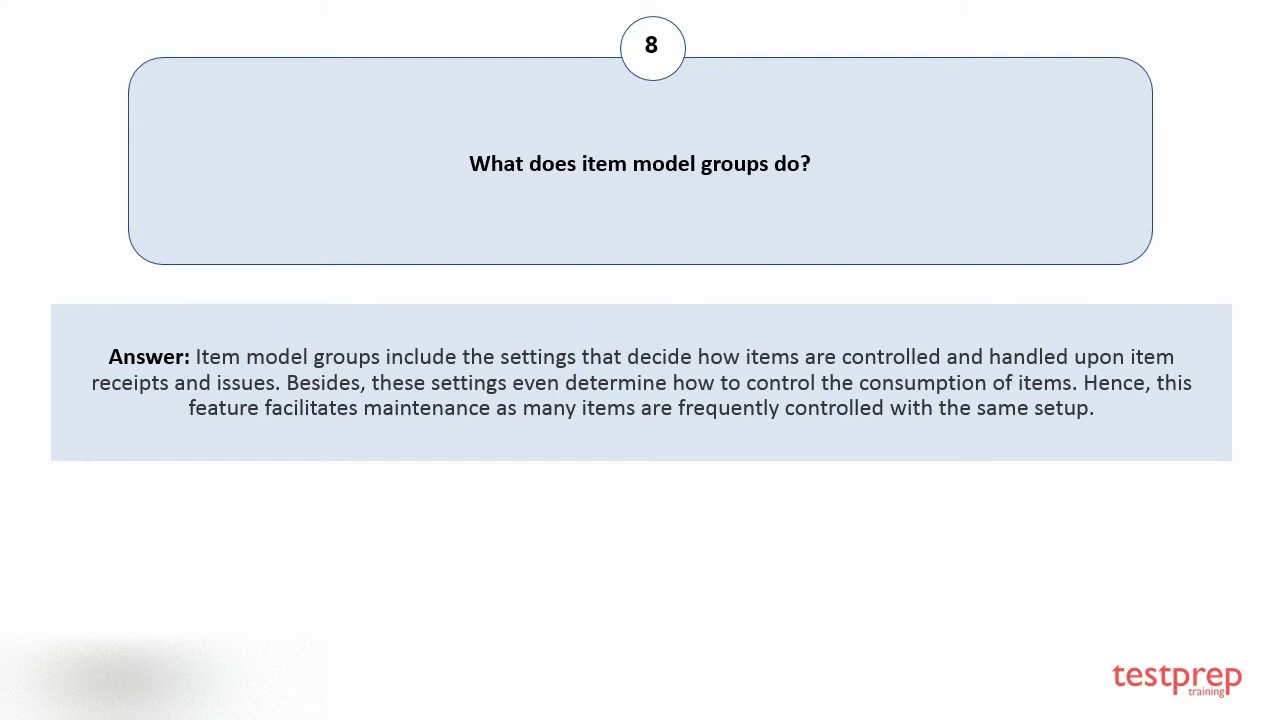 8
What does item model groups do?
Answer: Item model groups include the settings that decide how items are controlled and handled upon item
receipts and issues. Besides, these settings even determine how to control the consumption of items. Hence, this
feature facilitates maintenance as many items are frequently controlled with the same setup.
testprep
training